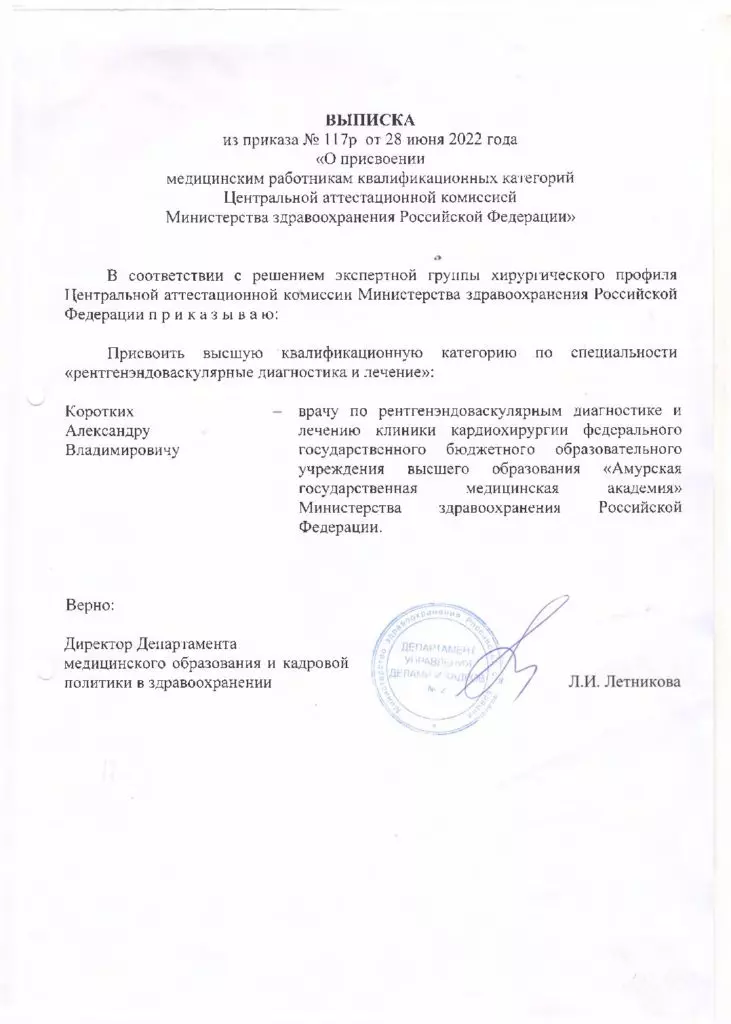 ВЫПИСКА
из приказа № 117р от 28 июня 2022 года
«О присвоении
медицинским работникам квалификационных категорий
Центральной аттестационной комиссией
Министерства здравоохранения Российской Федерации»
В соответствии с решением экспертной группы хирургического профиля
Центральной аттестационной комиссии Министерства здравоохранения Российской
Федерации п р и к а з ы в а ю:
Присвоить высшую квалификационную категорию по специальности
«рентгенэндоваскулярные диагностика и лечение»:
Коротких
Александру
Владимировичу
– врачу по рентгенэндоваскулярным диагностике и
лечению клиники кардиохирургии федерального
государственного бюджетного образовательного
учреждения высшего образования «Амурская
государственная медицинская академия»
Министерства здравоохранения Российской
Федерации.
Верно:
Директор Департамента
медицинского образования и кадровой
политики в здравоохранении
Л.И. Летникова
Министерство здравоохранения
ДЕПАРТАМЕНТ
УПРАВЛЕНИЯ
ДЕЛАМИ И КАДРОВ
№ 2